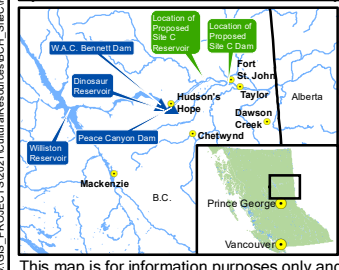 Location of
Proposed
Site C
Reservoir
Location of
Proposed
Site C Dam
W.A.C. Bennett Dam
Fort
St. John
Dinosaur
Reservoir
Hudson's
Hope
Taylor
Alberta
Dawson
Creek
Peace Canyon Dam
Chetwynd
Williston
Reservoir
Mackenzie
B.C.
Prince George
Vancouver
This map is for information purposes only and